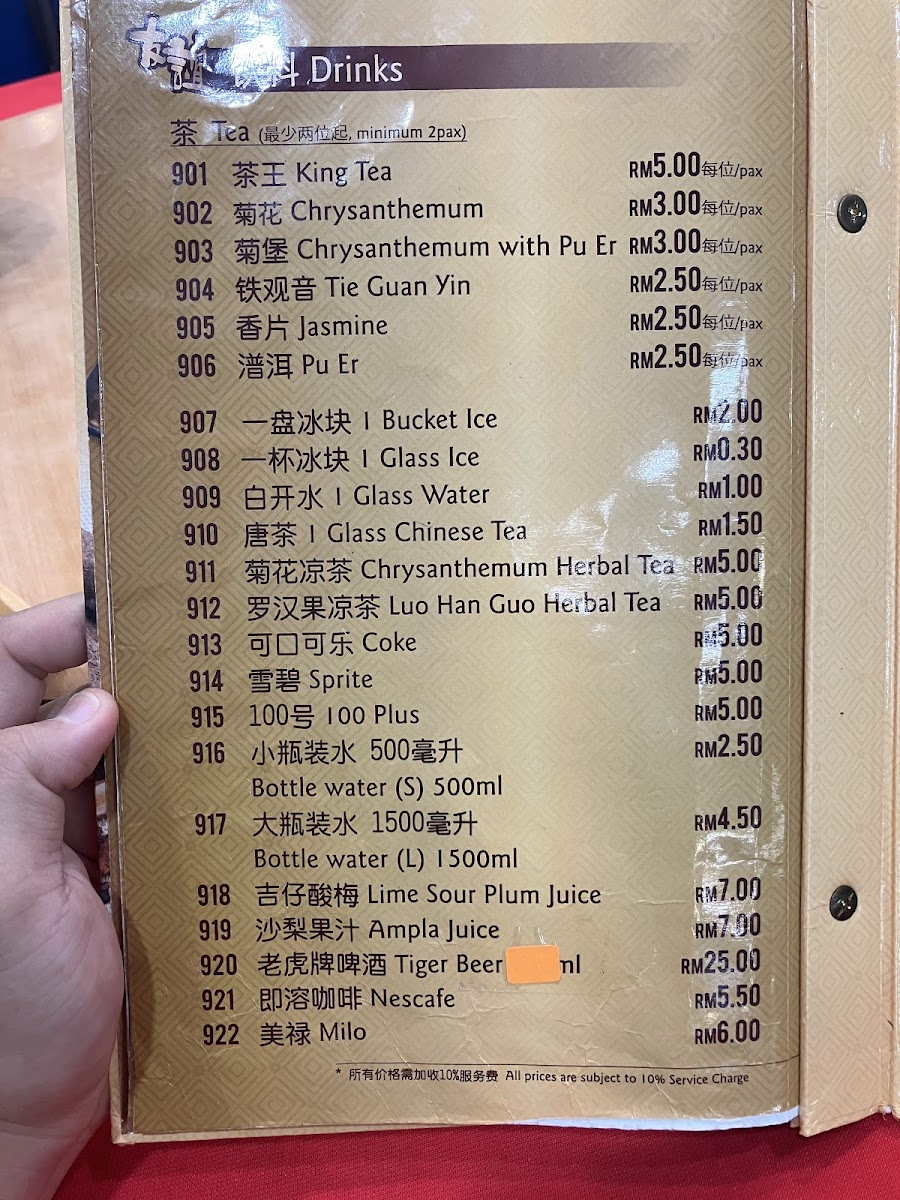 饮料 Drinks
茶 Tea (最少两位起, minimum 2pax)
901 茶王 King Tea RM5.00每位/pax
902 菊花 Chrysanthemum RM3.00每位/pax
903 菊堡 Chrysanthemum with Pu Er RM3.00每位/pax
904 铁观音 Tie Guan Yin RM2.50每位/pax
905 香片 Jasmine RM2.50每位/pax
906 潽洱 Pu Er RM2.50每位/pax
907 一盘冰块 1 Bucket Ice RM2.00
908 一杯冰块 1 Glass Ice RM0.30
909 白开水 1 Glass Water RM1.00
910 唐茶 1 Glass Chinese Tea RM1.50
911 菊花凉茶 Chrysanthemum Herbal Tea RM5.00
912 罗汉果凉茶 Luo Han Guo Herbal Tea RM5.00
913 可口可乐 Coke RM5.00
914 雪碧 Sprite RM5.00
915 100号 100 Plus RM5.00
916 小瓶装水 500毫升 RM2.50
Bottle water (S) 500ml
917 大瓶装水 1500毫升 RM4.50
Bottle water (L) 1500ml
918 吉仔酸梅 Lime Sour Plum Juice RM7.00
919 沙梨果汁 Ampla Juice RM7.00
920 老虎牌啤酒 Tiger Beer ml RM25.00
921 即溶咖啡 Nescafe RM5.50
922 美禄 Milo RM6.00
* 所有价格需加收10%服务费 All prices are subject to 10% Service Charge